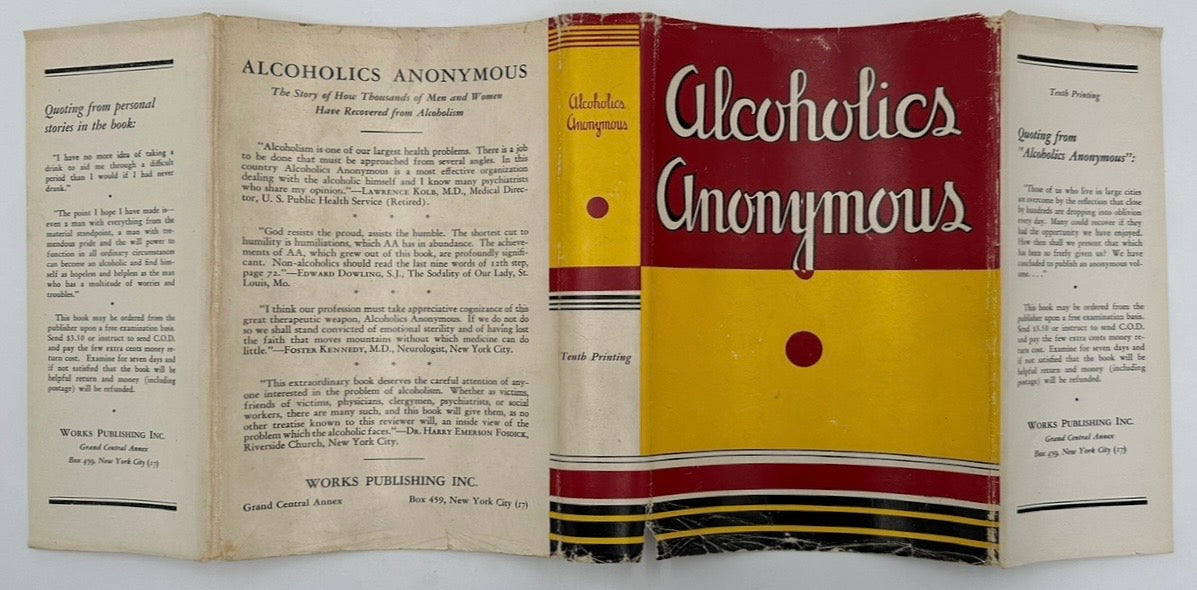 Quoting from personal
stories in the book:
"I have no more idea of taking a
drink to aid me through a difficult
period than I would if I had never
drank."
*
"The point I hope I have made is—
even a man with everything from the
material standpoint, a man with tre-
mendous pride and the will power to
function in all ordinary circumstances
can become an alcoholic and find him-
self as hopeless and helpless as the man
who has a multitude of worries and
troubles."
*
This book may be ordered from the
publisher upon a free examination basis.
Send $3.50 or instruct to send C.O.D.
and pay the few extra cents money re-
turn cost. Examine for seven days and
if not satisfied that the book will be
helpful return and money (including
postage) will be refunded.
*
WORKS PUBLISHING INC.
Grand Central Annex
Box 459, New York City (17)
ALCOHOLICS ANONYMOUS
The Story of How Thousands of Men and Women
Have Recovered from Alcoholism
"Alcoholism is one of our largest health problems. There is a job
to be done that must be approached from several angles. In this
country Alcoholics Anonymous is a most effective organization
dealing with the alcoholic himself and I know many psychiatrists
who share my opinion."—LAWRENCE KOLB, M.D., Medical Direc-
tor, U. S. Public Health Service (Retired).
* * *
"God resists the proud, assists the humble. The shortest cut to
humility is humiliations, which AA has in abundance. The achieve-
ments of AA, which grew out of this book, are profoundly signifi-
cant. Non-alcoholics should read the last nine words of 12th step,
page 72."—EDWARD DOWLING, S.J., The Sodality of Our Lady, St.
Louis, Mo.
* * *
"I think our profession must take appreciative cognizance of this
great therapeutic weapon, Alcoholics Anonymous. If we do not do
so we shall stand convicted of emotional sterility and of having lost
the faith that moves mountains without which medicine can do
little."—FOSTER KENNEDY, M.D., Neurologist, New York City.
* * *
"This extraordinary book deserves the careful attention of any-
one interested in the problem of alcoholism. Whether as victims,
friends of victims, physicians, clergymen, psychiatrists, or social
workers, there are many such, and this book will give them, as no
other treatise known to this reviewer will, an inside view of the
problem which the alcoholic faces."—DR. HARRY EMERSON FOSDICK,
Riverside Church, New York City.
WORKS PUBLISHING INC.
Grand Central Annex Box 459, New York City (17)
Alcoholics
Anonymous
Tenth Printing
Alcoholics
Anonymous
Tenth Printing
Quoting from
"Alcoholics Anonymous":
"Those of us who live in large cities
are overcome by the reflection that close
by hundreds are dropping into oblivion
every day. Many could recover if they
had the opportunity we have enjoyed.
How then shall we present that which
has been so freely given us? We have
concluded to publish an anonymous vol-
ume. . . ."
*
This book may be ordered from the
publisher upon a free examination basis.
Send $3.50 or instruct to send C.O.D.
and pay the few extra cents money re-
turn cost. Examine for seven days and
if not satisfied that the book will be
helpful return and money (including
postage) will be refunded.
*
WORKS PUBLISHING INC.
Grand Central Annex
Box 459, New York City (17)